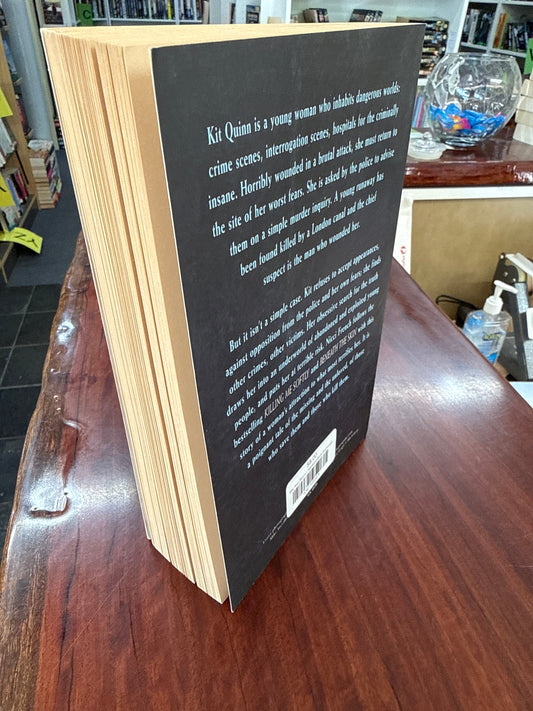 Kit Quinn is a young woman who inhabits dangerous worlds:
crime scenes, interrogation scenes, hospitals for the criminally
insane. Horribly wounded in a brutal attack, she must return to
the site of her worst fears. She is asked by the police to advise
them on a simple murder inquiry. A young runaway has
been found killed by a London canal and the chief
suspect is the man who wounded her.
But it isn't a simple case. Kit refuses to accept appearances,
against opposition from the police and her own fears; she finds
other crimes, other victims. Her obsessive search for the truth
draws her into an underworld of abandoned and exploited young
people, and puts her at terrible risk. Nicci French follows the
bestselling KILLING ME SOFTLY and BENEATH THE SKIN with this
story of a woman's attraction to what most terrifies her. It is
a poignant tale of the missing and the unloved, of those
who save them and those who kill them
C